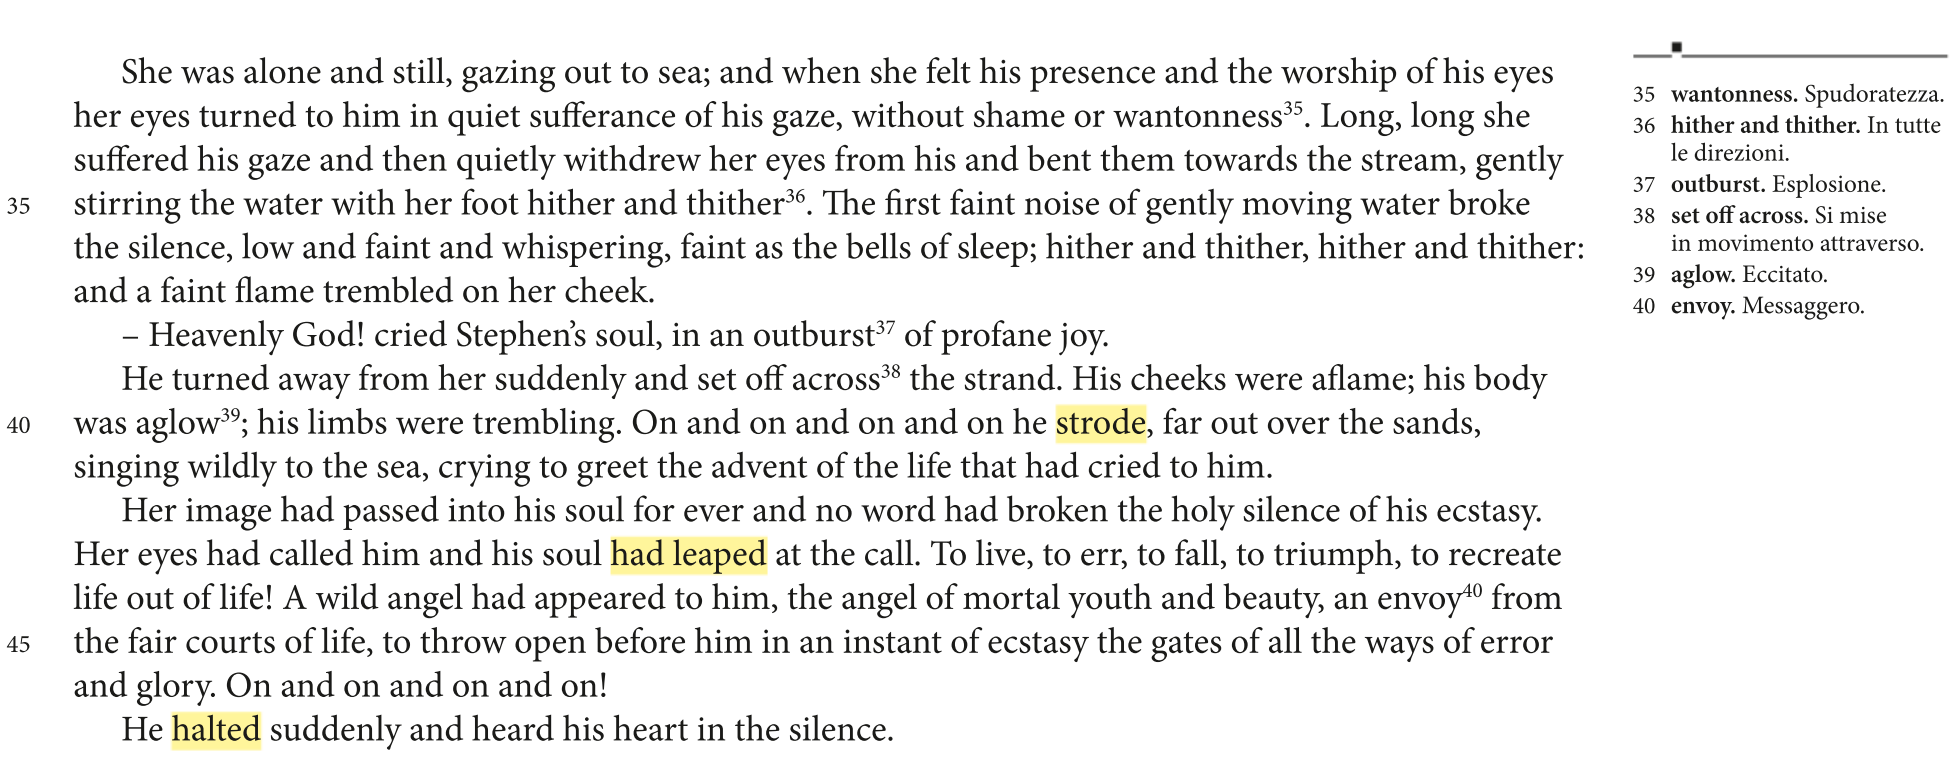 She was alone and still, gazing out to sea; and when she felt his presence and the worship of his eyes
her eyes turned to him in quiet sufferance of his gaze, without shame or wantonness35. Long, long she
suffered his gaze and then quietly withdrew her eyes from his and bent them towards the stream, gently
35 stirring the water with her foot hither and thither36. The first faint noise of gently moving water broke
the silence, low and faint and whispering, faint as the bells of sleep; hither and thither, hither and thither:
and a faint flame trembled on her cheek.
– Heavenly God! cried Stephen’s soul, in an outburst37 of profane joy.
He turned away from her suddenly and set off across38 the strand. His cheeks were aflame; his body
40 was aglow39; his limbs were trembling. On and on and on and on he strode, far out over the sands,
singing wildly to the sea, crying to greet the advent of the life that had cried to him.
Her image had passed into his soul for ever and no word had broken the holy silence of his ecstasy.
Her eyes had called him and his soul had leaped at the call. To live, to err, to fall, to triumph, to recreate
life out of life! A wild angel had appeared to him, the angel of mortal youth and beauty, an envoy40 from
45 the fair courts of life, to throw open before him in an instant of ecstasy the gates of all the ways of error
and glory. On and on and on and on!
He halted suddenly and heard his heart in the silence.
35 wantonness. Spudoratezza.
36 hither and thither. In tutte
le direzioni.
37 outburst. Esplosione.
38 set off across. Si mise
in movimento attraverso.
39 aglow. Eccitato.
40 envoy. Messaggero.